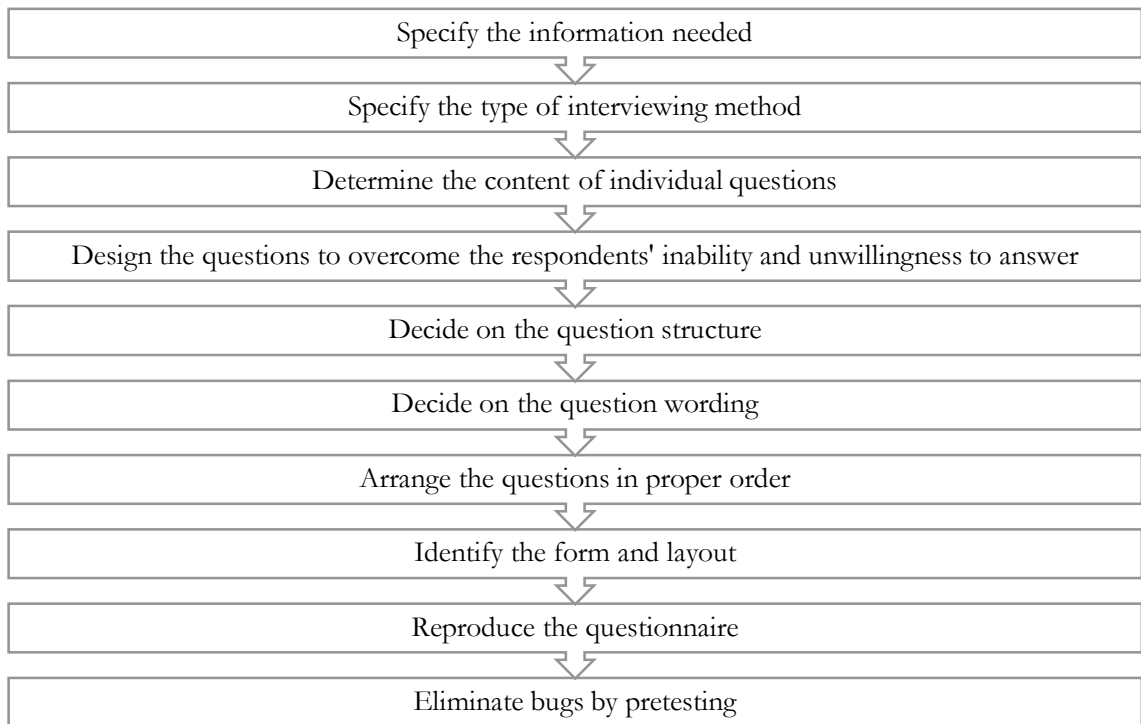 Specify the information needed
Specify the type of interviewing method
Determine the content of individual questions
Design the questions to overcome the respondents' inability and unwillingness to answer
Decide on the question structure
Decide on the question wording
Arrange the questions in proper order
Identify the form and layout
Reproduce the questionnaire
Eliminate bugs by pretesting